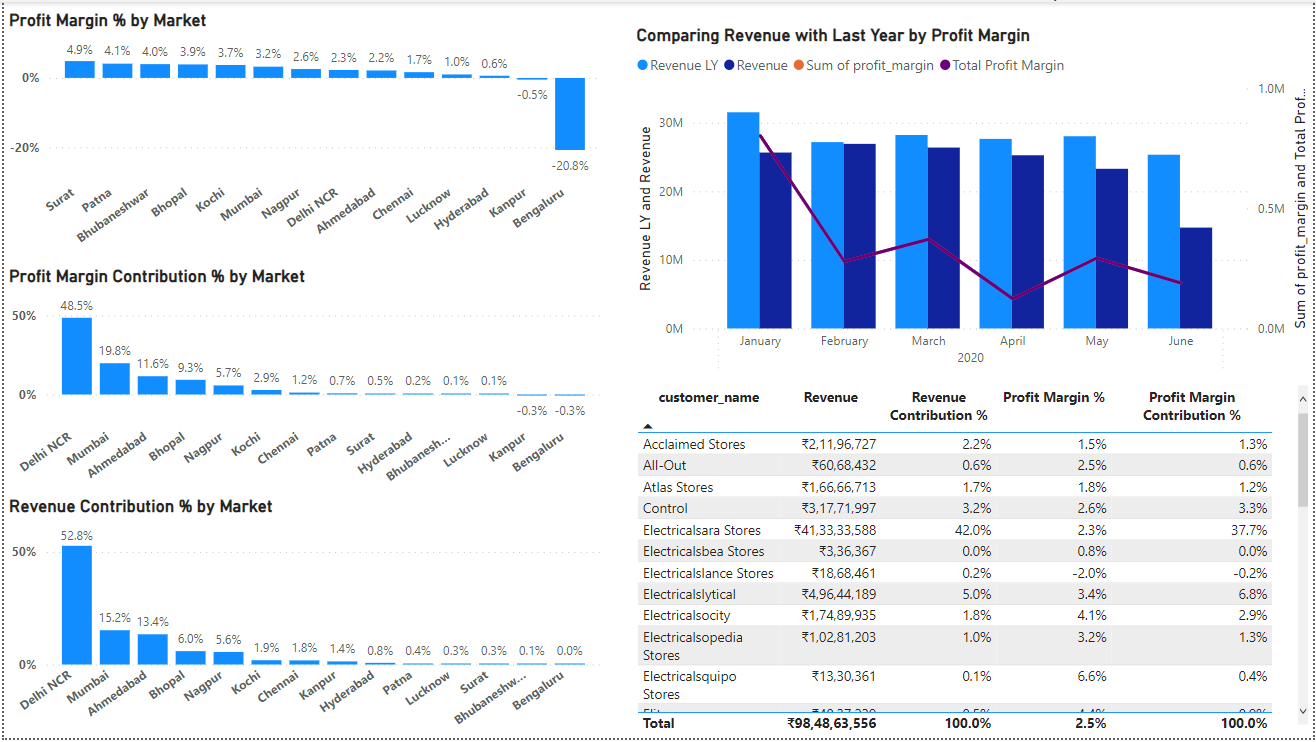 Profit Margin % by Market
4.9% 4.1% 4.0% 3.9% 3.7% 3.2% 2.6% 2.3% 2.2% 1.7% 1.0% 0.6%
0%
-0.5%
-20%
-20.8%
Surat Patna Bhubaneshwar Bhopal Kochi Mumbai Nagpur Delhi NCR Ahmedabad Chennai Lucknow Hyderabad Kanpur Bengaluru
Profit Margin Contribution % by Market
48.5%
50%
19.8% 11.6% 9.3% 5.7% 2.9% 1.2% 0.7% 0.5% 0.2% 0.1% 0.1%
0%
-0.3% -0.3%
Delhi NCR Mumbai Ahmedabad Bhopal Nagpur Kochi Chennai Patna Surat Hyderabad Bhubanesh... Lucknow Kanpur Bengaluru
Revenue Contribution % by Market
52.8%
50%
15.2% 13.4% 6.0% 5.6% 1.9% 1.8% 1.4% 0.8% 0.4% 0.3% 0.3% 0.1% 0.0%
0%
Delhi NCR Mumbai Ahmedabad Bhopal Nagpur Kochi Chennai Kanpur Hyderabad Patna Lucknow Surat Bhubaneshw... Bengaluru
Comparing Revenue with Last Year by Profit Margin
Revenue LY Revenue Sum of profit_margin Total Profit Margin
Revenue LY and Revenue
30M
20M
10M
0M
1.0M
0.5M
0.0M
Sum of profit_margin and Total Prof...
January February March April May June
2020
customer_name Revenue Revenue Contribution % Profit Margin % Profit Margin Contribution %
Acclaimed Stores ₹2,11,96,727 2.2% 1.5% 1.3%
All-Out ₹60,68,432 0.6% 2.5% 0.6%
Atlas Stores ₹1,66,66,713 1.7% 1.8% 1.2%
Control ₹3,17,71,997 3.2% 2.6% 3.3%
Electricalsara Stores ₹41,33,33,588 42.0% 2.3% 37.7%
Electricalsbea Stores ₹3,36,367 0.0% 0.8% 0.0%
Electricalslance Stores ₹18,68,461 0.2% -2.0% -0.2%
Electricalslytical ₹4,96,44,189 5.0% 3.4% 6.8%
Electricalsocity ₹1,74,89,935 1.8% 4.1% 2.9%
Electricalsopedia Stores ₹1,02,81,203 1.0% 3.2% 1.3%
Electricalsquipo Stores ₹13,30,361 0.1% 6.6% 0.4%
Total ₹98,48,63,556 100.0% 2.5% 100.0%